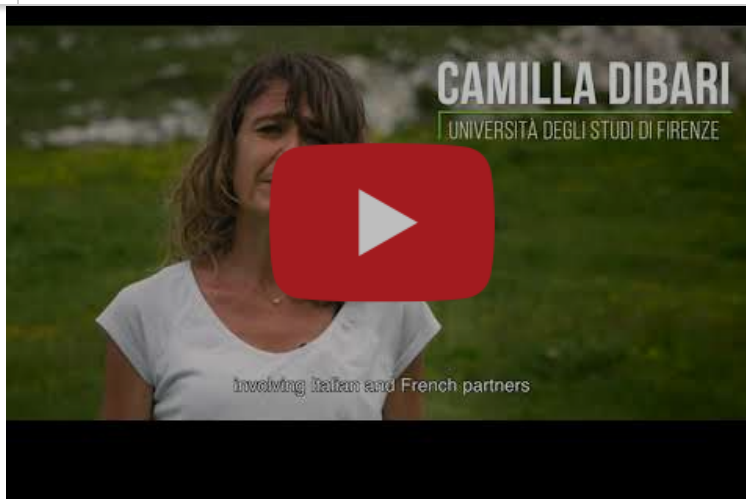 CAMILLA DIBARI
UNIVERSITÀ DEGLI STUDI DI FIRENZE
involving Italian and French partners